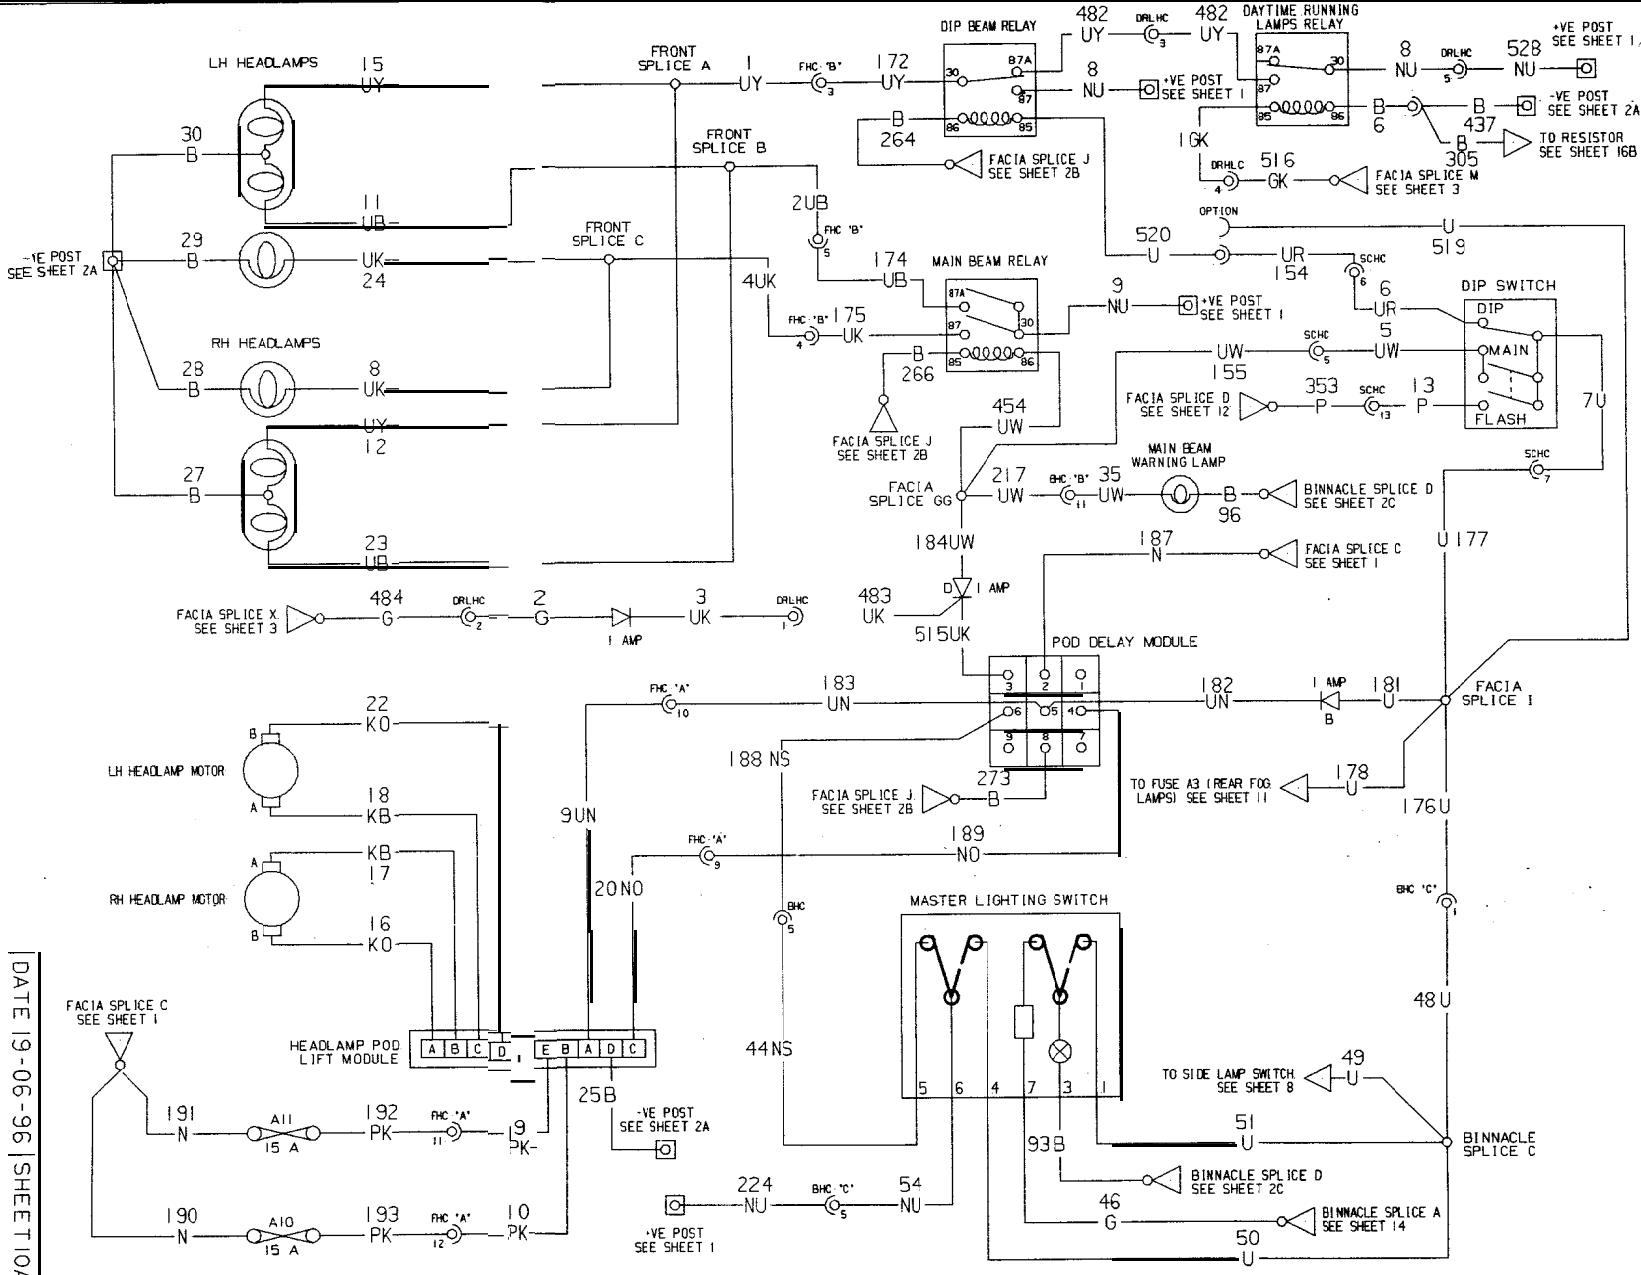 DIP BEAM RELAY
482
UY
DRLHC
3
482
UY
DAYTIME RUNNING
LAMPS RELAY
87A
30
87
85
86
8
NU
DRLHC
5
528
NU
+VE POST
SEE SHEET 1
B
6
B
437
-VE POST
SEE SHEET 2A
B
305
TO RESISTOR
SEE SHEET 16B
LH HEADLAMPS
15
UY
FRONT
SPLICE A
1
UY
FHC "B"
3
172
UY
30
87A
87
86
85
8
NU
+VE POST
SEE SHEET 1
B
264
FACIA SPLICE J
SEE SHEET 2B
1GK
DRHLC
4
516
GK
FACIA SPLICE M
SEE SHEET 3
30
B
FRONT
SPLICE B
11
UB
2UB
FHC "B"
5
OPTION
U
519
29
B
UK
24
FRONT
SPLICE C
-VE POST
SEE SHEET 2A
4UK
174
UB
MAIN BEAM RELAY
87A
87
30
85
86
520
U
UR
154
SCHC
6
6
UR
DIP SWITCH
DIP
MAIN
FLASH
9
NU
+VE POST
SEE SHEET 1
FHC "B"
4
175
UK
B
266
RH HEADLAMPS
28
B
8
UK
UY
12
UW
155
SCHC
5
5
UW
FACIA SPLICE D
SEE SHEET 12
353
P
SCHC
13
13
P
7U
454
UW
FACIA SPLICE J
SEE SHEET 2B
27
B
23
UB
FACIA
SPLICE GG
217
UW
BHC "B"
11
35
UW
MAIN BEAM
WARNING LAMP
B
96
BINNACLE SPLICE D
SEE SHEET 2C
SCHC
7
184UW
187
N
FACIA SPLICE C
SEE SHEET 1
U 177
FACIA SPLICE X
SEE SHEET 3
484
G
DRLHC
2
2
G
1 AMP
3
UK
DRLHC
1
483
UK
D
1 AMP
515UK
POD DELAY MODULE
3
2
1
6
5
4
9
8
7
22
KO
FHC "A"
10
183
UN
182
UN
1 AMP
B
181
U
FACIA
SPLICE I
LH HEADLAMP MOTOR
B
A
18
KB
188 NS
FACIA SPLICE J
SEE SHEET 2B
273
B
TO FUSE A3 (REAR FOG
LAMPS) SEE SHEET 11
178
U
176U
9UN
FHC "A"
9
189
NO
KB
17
RH HEADLAMP MOTOR
A
B
16
KO
20NO
BHC
5
MASTER LIGHTING SWITCH
5
6
4
7
3
1
BHC "C"
1
48U
FACIA SPLICE C
SEE SHEET 1
HEADLAMP POD
LIFT MODULE
A
B
C
D
E
B
A
D
C
44NS
25B
-VE POST
SEE SHEET 2A
TO SIDE LAMP SWITCH
SEE SHEET 8
49
U
191
N
A11
15 A
192
PK
FHC "A"
11
9
PK
51
U
BINNACLE
SPLICE C
93B
BINNACLE SPLICE D
SEE SHEET 2C
190
N
A10
15 A
193
PK
FHC "A"
12
10
PK
224
NU
BHC "C"
5
54
NU
+VE POST
SEE SHEET 1
46
G
BINNACLE SPLICE A
SEE SHEET 14
50
U
DATE 19-06-96 SHEET 10A